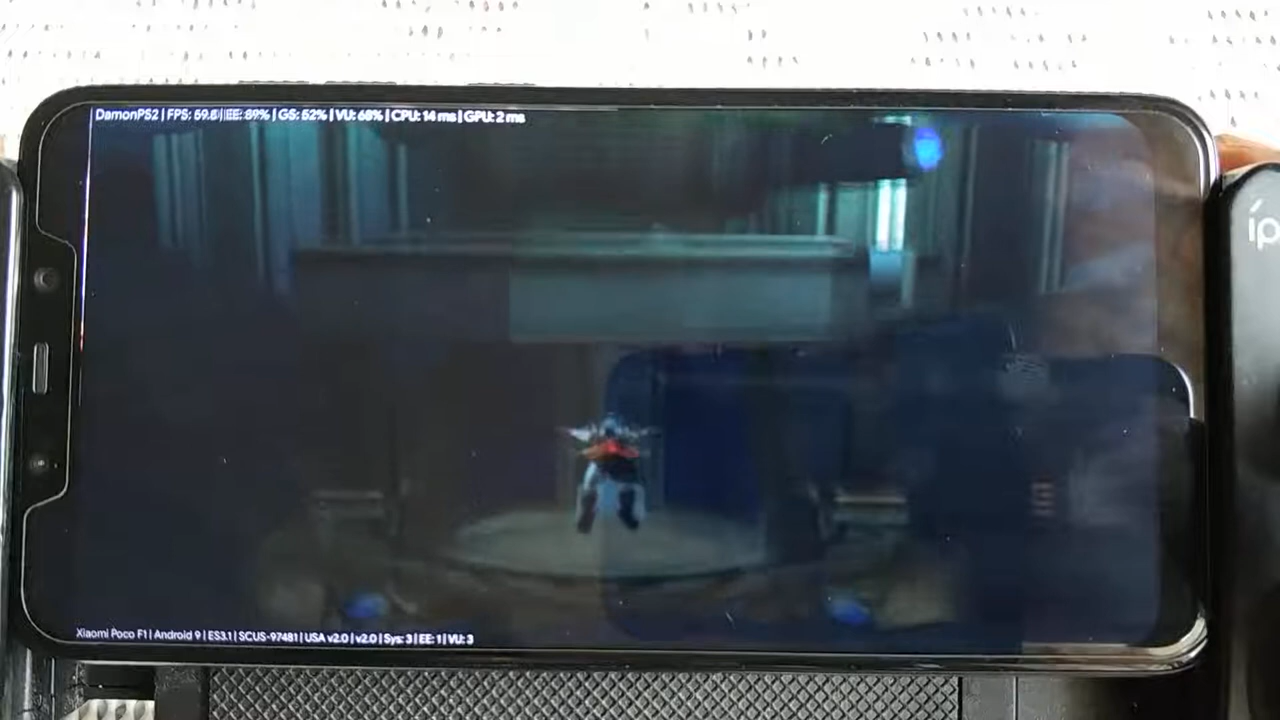 DamonPS2 | FPS: 59.8 | EE: 89% | GS: 52% | VU: 68% | CPU: 14 ms | GPU: 2 ms
íp
Xiaomi Poco F1 | Android 9 | ES3.1 | SCUS-97481 | USA v2.0 | v2.0 | Sys: 3 | EE: 1 | VU: 3